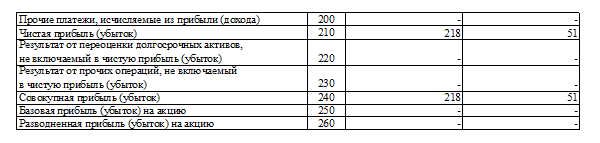 Прочие платежи, исчисляемые из прибыли (дохода) 200 - -
Чистая прибыль (убыток) 210 218 51
Результат от переоценки долгосрочных активов,
не включаемый в чистую прибыль (убыток) 220 - -
Результат от прочих операций, не включаемый
в чистую прибыль (убыток) 230 - -
Совокупная прибыль (убыток) 240 218 51
Базовая прибыль (убыток) на акцию 250 - -
Разводненная прибыль (убыток) на акцию 260 - -